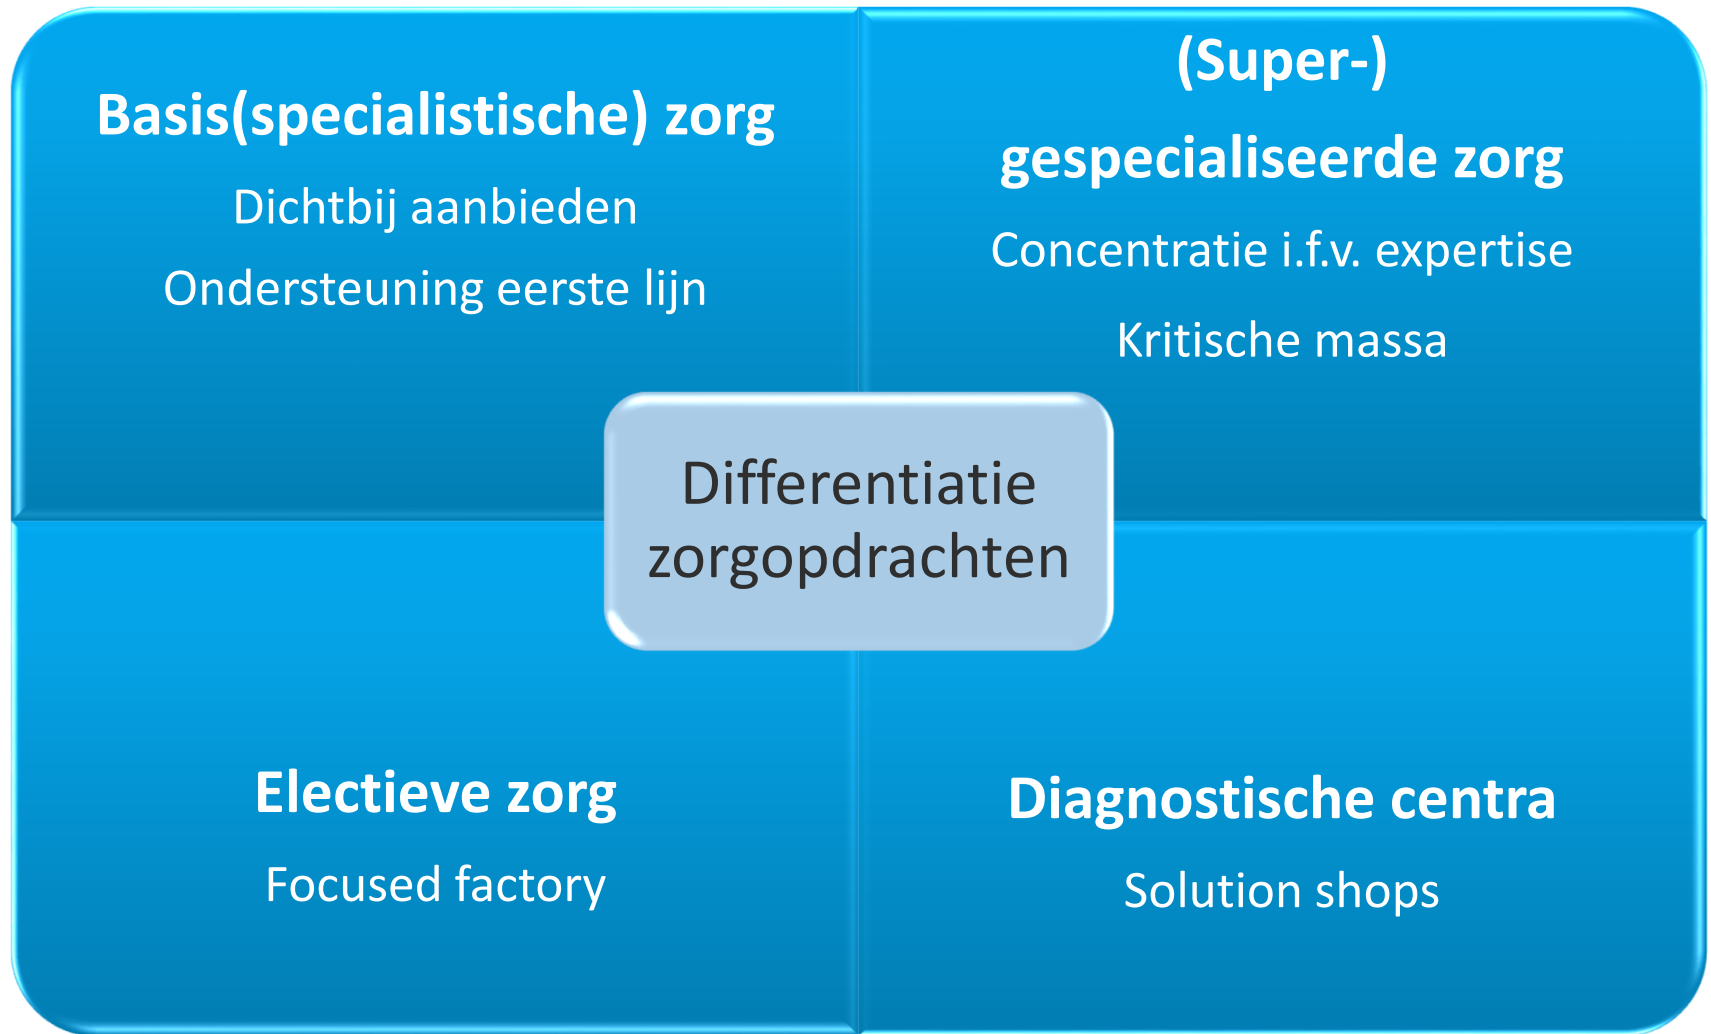 Basis(specialistische) zorg
Dichtbij aanbieden
Ondersteuning eerste lijn
(Super-)
gespecialiseerde zorg
Concentratie i.f.v. expertise
Kritische massa
Differentiatie
zorgopdrachten
Electieve zorg
Focused factory
Diagnostische centra
Solution shops